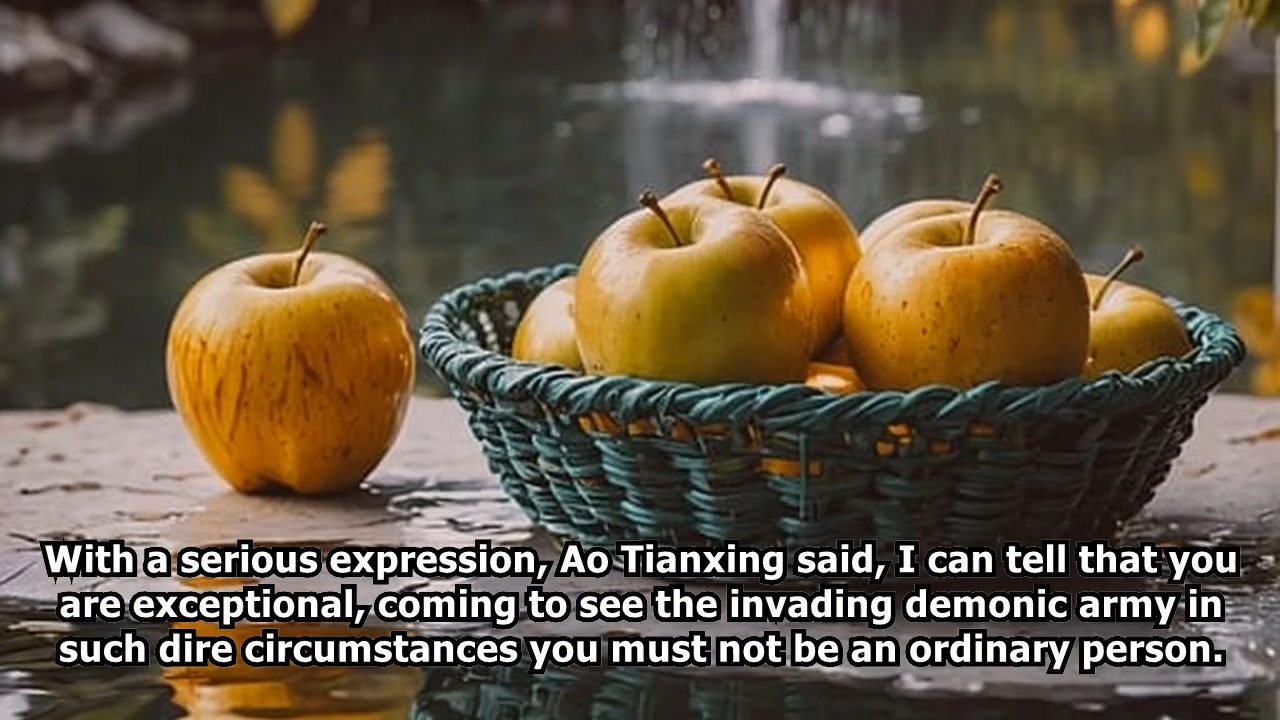 With a serious expression, Ao Tianxing said, I can tell that you
are exceptional, coming to see the invading demonic army in
such dire circumstances you must not be an ordinary person.